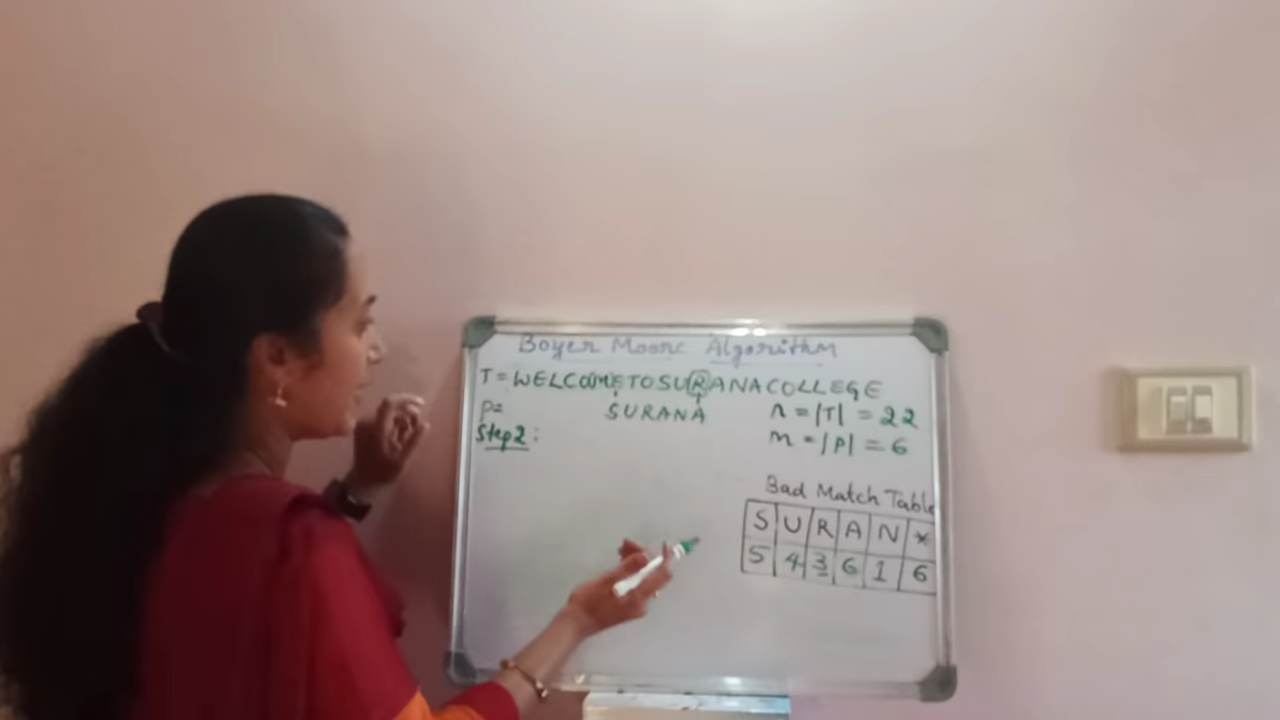 Boyer Moore Algorithm
T = WELCOMETOSURANACOLLEGE
P= SURANA
n = |T| = 22
Step2:
m = |P| = 6
Bad Match Table
S U R A N *
5 4 3 6 1 6